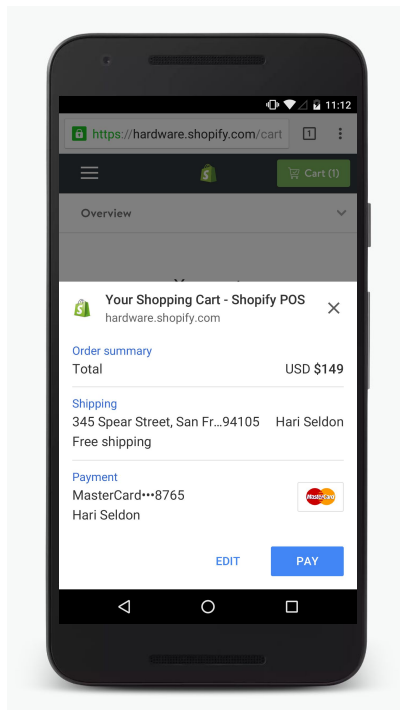 11:12
https://hardware.shopify.com/cart 1
Cart (1)
Overview
Your Shopping Cart - Shopify POS
hardware.shopify.com
Order summary
Total USD $149
Shipping
345 Spear Street, San Fr...94105 Hari Seldon
Free shipping
Payment
MasterCard•••8765
MasterCard
Hari Seldon
EDIT PAY